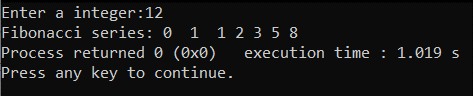 Enter a integer:12
Fibonacci series: 0  1  1 2 3 5 8
Process returned 0 (0x0)   execution time : 1.019 s
Press any key to continue.